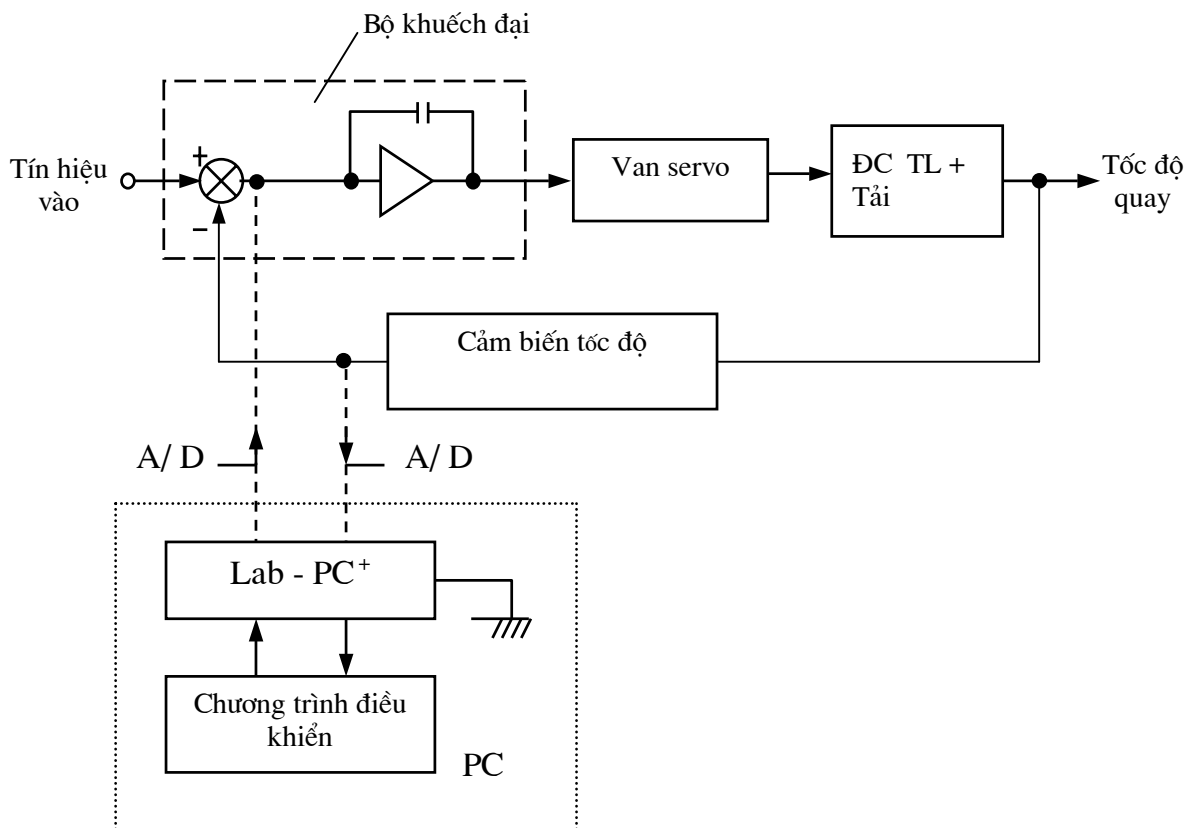 Bộ khuếch đại
Tín hiệu
vào
+
−
Van servo
ĐC TL +
Tải
Tốc độ
quay
Cảm biến tốc độ
A/ D
A/ D
Lab - PC+
Chương trình điều
khiển
PC